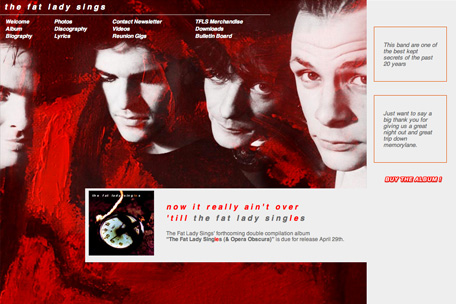 the fat lady sings
Welcome Photos Contact Newsletter TFLS Merchandise
Album Discography Videos Downloads
Biography Lyrics Reunion Gigs Bulletin Board
This band are one of
the best kept
secrets of the past
20 years
Just want to say a
big thank you for
giving us a great
night out and great
trip down
memorylane.
BUY THE ALBUM !
the fat lady singles
now it really ain't over
'till the fat lady singles
The Fat Lady Sings' forthcoming double compilation album
"The Fat Lady Singles (& Opera Obscura)" is due for release April 29th.